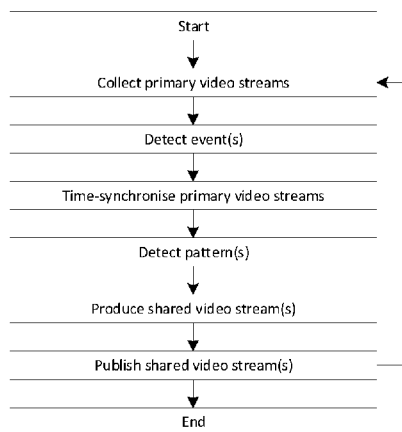 Start
Collect primary video streams
Detect event(s)
Time-synchronise primary video streams
Detect pattern(s)
Produce shared video stream(s)
Publish shared video stream(s)
End